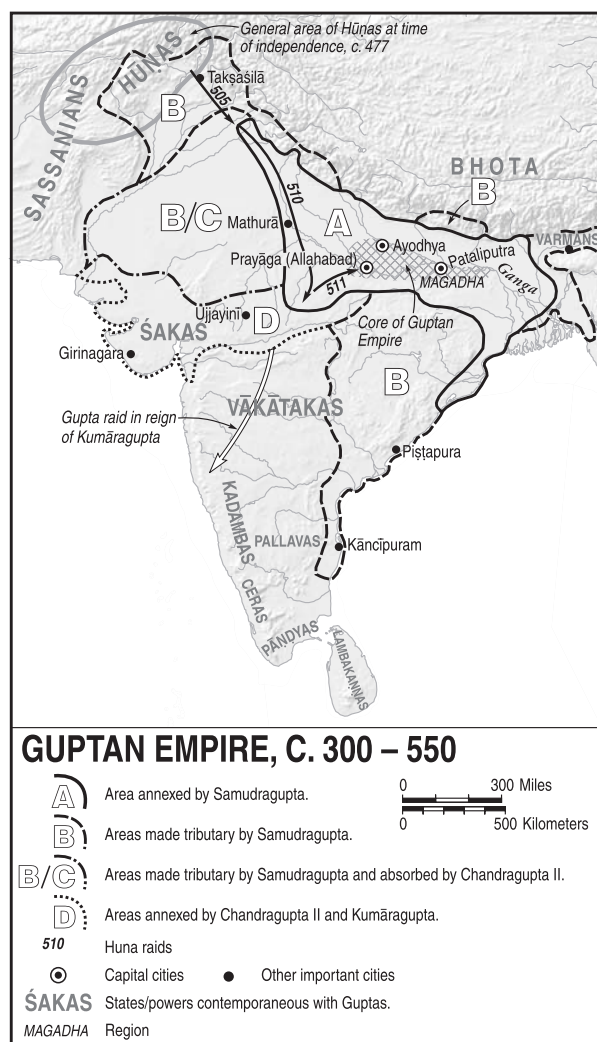 General area of Hūṇas at time
of independence, c. 477
HŪṆAS
SASSANIANS
Takṣaśilā
505
B
B/C
Mathurā
510
A
BHOTA
B
VARMANS
Ayodhya
Prayāga (Allahabad)
Pataliputra
MAGADHA
Ganga
511
Core of Guptan
Empire
Ujjayinī
D
ŚAKAS
Girinagara
B
VĀKĀTAKAS
Gupta raid in reign
of Kumāragupta
Piṣṭapura
KADAMBAS
PALLAVAS
Kāncīpuram
CERAS
PĀNDYAS
LAMBAKANNAS
GUPTAN EMPIRE, C. 300 – 550
A Area annexed by Samudragupta.
0 300 Miles
0 500 Kilometers
B Areas made tributary by Samudragupta.
B/C Areas made tributary by Samudragupta and absorbed by Chandragupta II.
D Areas annexed by Chandragupta II and Kumāragupta.
510 Huna raids
Capital cities Other important cities
ŚAKAS States/powers contemporaneous with Guptas.
MAGADHA Region